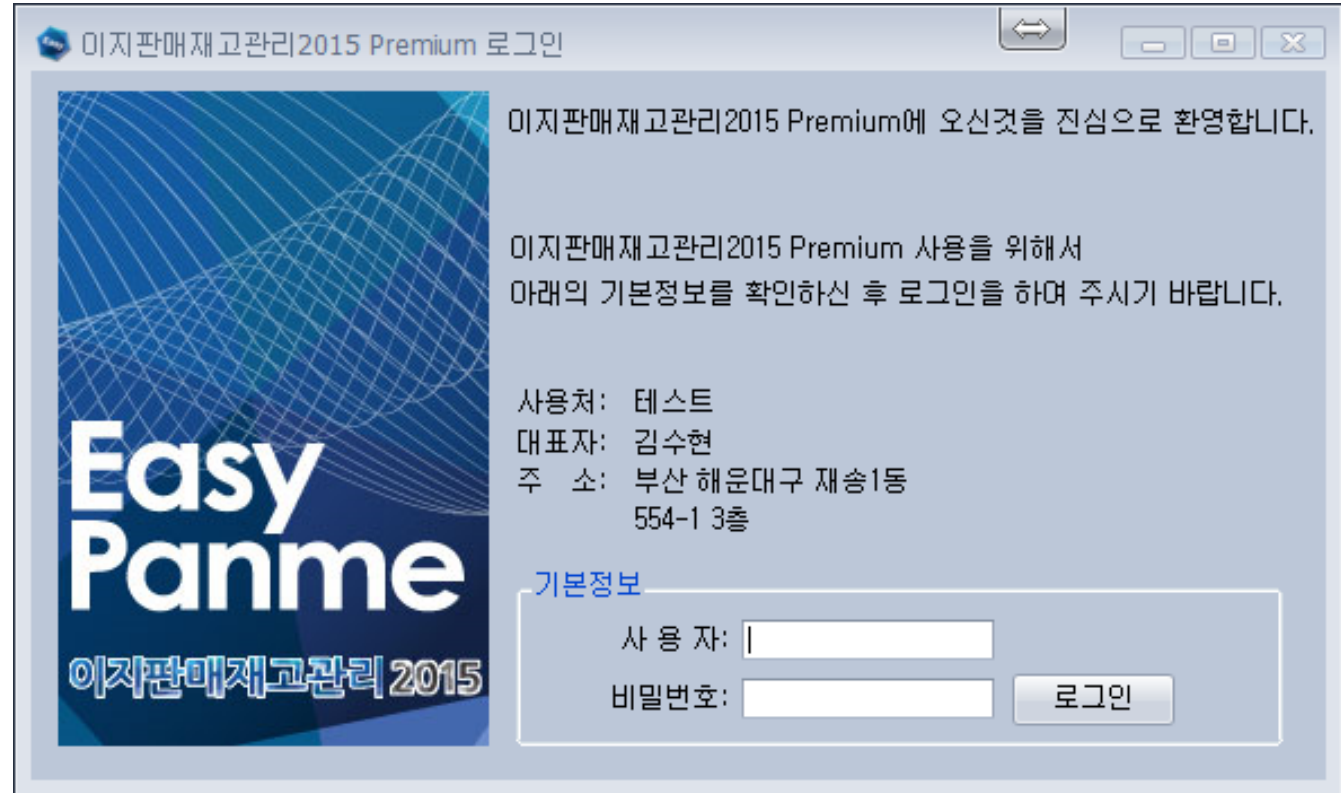 이지판매재고관리2015 Premium 로그인
이지판매재고관리2015 Premium에 오신것을 진심으로 환영합니다.
이지판매재고관리2015 Premium 사용을 위해서
아래의 기본정보를 확인하신 후 로그인을 하여 주시기 바랍니다.
사용처: 테스트
대표자: 김수현
주 소: 부산 해운대구 재송1동
554-1 3층
Easy
Panme
이지판매재고관리 2015
기본정보
사 용 자:
비밀번호:
로그인